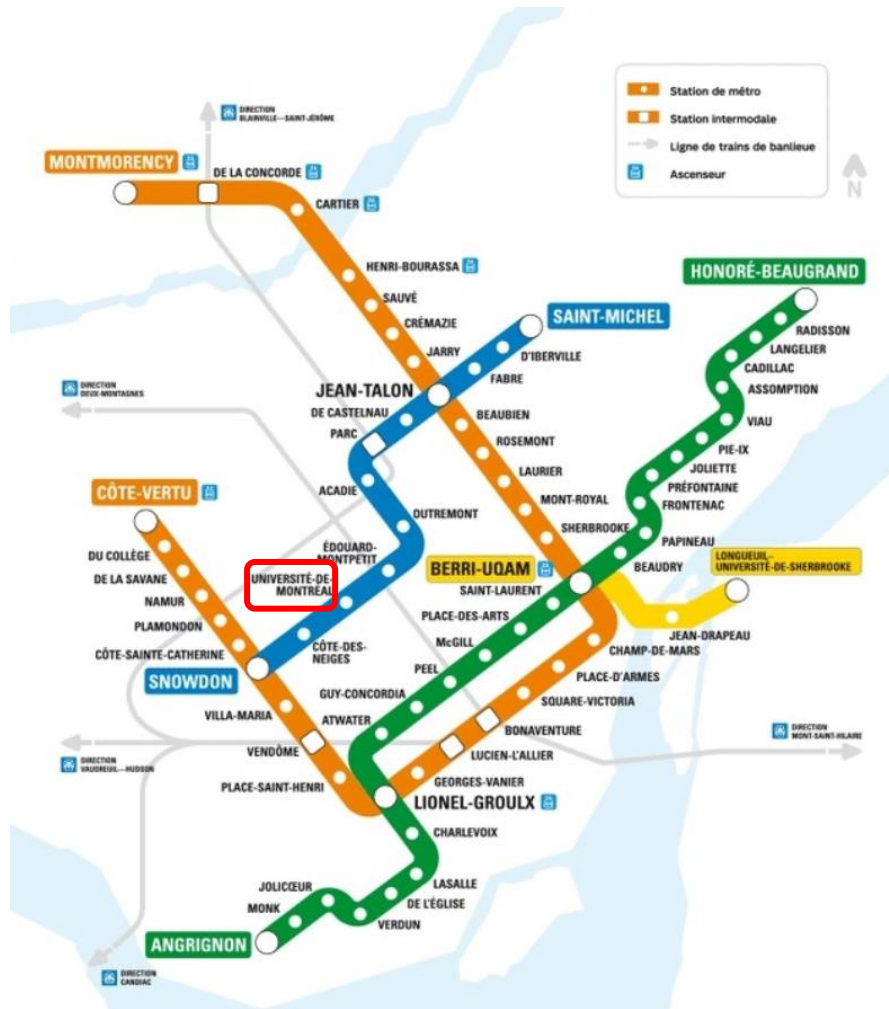 Station de métro
Station intermodale
Ligne de trains de banlieue
Ascenseur
N
DIRECTION
BLAINVILLE—SAINT-JÉRÔME
MONTMORENCY
DE LA CONCORDE
CARTIER
HENRI-BOURASSA
SAUVÉ
CRÉMAZIE
JARRY
HONORÉ-BEAUGRAND
RADISSON
LANGELIER
CADILLAC
ASSOMPTION
VIAU
PIE-IX
JOLIETTE
PRÉFONTAINE
FRONTENAC
PAPINEAU
BEAUDRY
SAINT-MICHEL
D'IBERVILLE
FABRE
JEAN-TALON
DE CASTELNAU
PARC
ACADIE
OUTREMONT
ÉDOUARD-
MONTPETIT
UNIVERSITÉ-DE-
MONTRÉAL
CÔTE-DES-
NEIGES
SNOWDON
DIRECTION
DEUX-MONTAGNES
BEAUBIEN
ROSEMONT
LAURIER
MONT-ROYAL
SHERBROOKE
BERRI-UQAM
LONGUEUIL–
UNIVERSITÉ-DE-SHERBROOKE
JEAN-DRAPEAU
CÔTE-VERTU
DU COLLÈGE
DE LA SAVANE
NAMUR
PLAMONDON
CÔTE-SAINTE-CATHERINE
VILLA-MARIA
VENDÔME
PLACE-SAINT-HENRI
SAINT-LAURENT
PLACE-DES-ARTS
McGILL
PEEL
GUY-CONCORDIA
ATWATER
CHAMP-DE-MARS
PLACE-D'ARMES
SQUARE-VICTORIA
BONAVENTURE
LUCIEN-L'ALLIER
GEORGES-VANIER
LIONEL-GROULX
DIRECTION
MONT-SAINT-HILAIRE
DIRECTION
VAUDREUIL—HUDSON
CHARLEVOIX
LASALLE
DE L'ÉGLISE
VERDUN
JOLICŒUR
MONK
ANGRIGNON
DIRECTION
CANDIAC